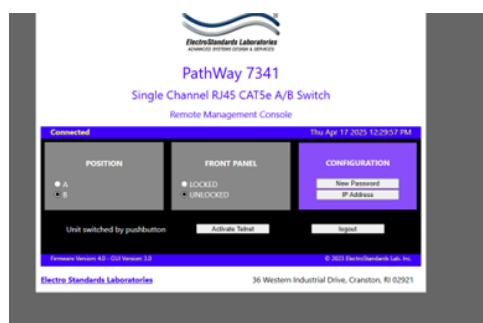 ElectroStandards Laboratories
ADVANCED SYSTEMS DESIGN & SERVICES
PathWay 7341
Single Channel RJ45 CAT5e A/B Switch
Remote Management Console
Connected Thu Apr 17 2025 12:29:57 PM
POSITION FRONT PANEL CONFIGURATION
A LOCKED New Password
B UNLOCKED IP Address
Unit switched by pushbutton Activate Telnet logout
Firmware Version: 4.0 - GUI Version: 3.0 © 2023 ElectroStandards Lab. Inc.
Electro Standards Laboratories 36 Western Industrial Drive, Cranston, RI 02921